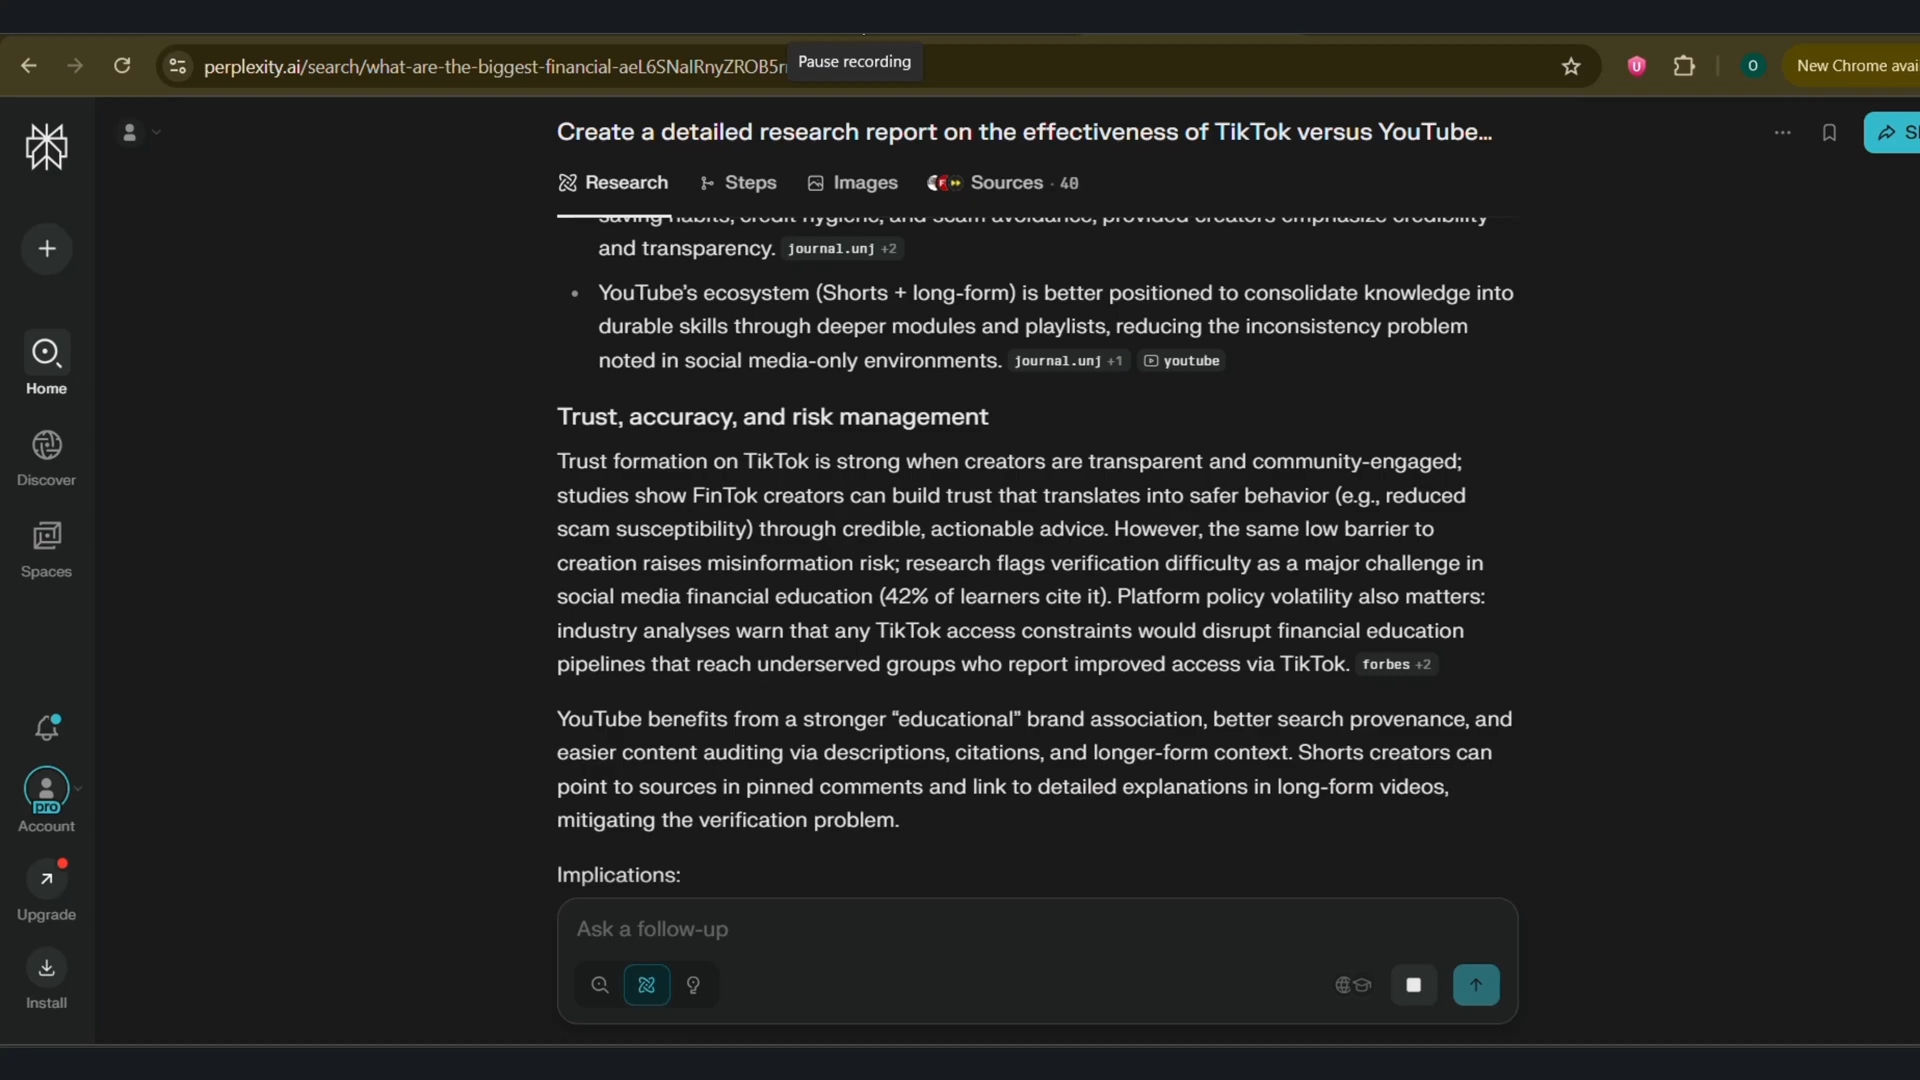 perplexity.ai/search/what-are-the-biggest-financial-aeL6SNalRnyZROB5r
Pause recording
O
New Chrome avai
Create a detailed research report on the effectiveness of TikTok versus YouTube...
Research
Steps
Images
Sources · 40
saving habits, credit hygiene, and scam avoidance, provided creators emphasize credibility
and transparency. journal.unj +2
• YouTube’s ecosystem (Shorts + long-form) is better positioned to consolidate knowledge into
durable skills through deeper modules and playlists, reducing the inconsistency problem
noted in social media-only environments. journal.unj +1 youtube
Trust, accuracy, and risk management
Trust formation on TikTok is strong when creators are transparent and community-engaged;
studies show FinTok creators can build trust that translates into safer behavior (e.g., reduced
scam susceptibility) through credible, actionable advice. However, the same low barrier to
creation raises misinformation risk; research flags verification difficulty as a major challenge in
social media financial education (42% of learners cite it). Platform policy volatility also matters:
industry analyses warn that any TikTok access constraints would disrupt financial education
pipelines that reach underserved groups who report improved access via TikTok. forbes +2
YouTube benefits from a stronger “educational” brand association, better search provenance, and
easier content auditing via descriptions, citations, and longer-form context. Shorts creators can
point to sources in pinned comments and link to detailed explanations in long-form videos,
mitigating the verification problem.
Implications:
Ask a follow-up
Home
Discover
Spaces
pro
Account
Upgrade
Install